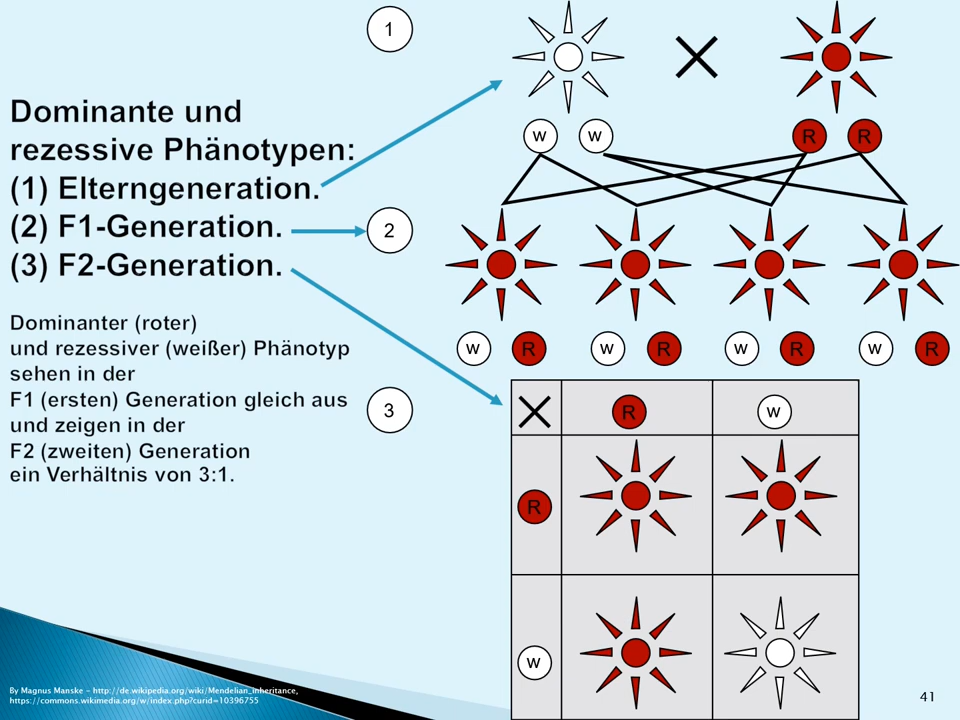 1
w w R R
Dominante und
rezessive Phänotypen:
(1) Elterngeneration.
(2) F1-Generation.
(3) F2-Generation.
2
w R w R w R w R
Dominanter (roter)
und rezessiver (weißer) Phänotyp
sehen in der
F1 (ersten) Generation gleich aus
und zeigen in der
F2 (zweiten) Generation
ein Verhältnis von 3:1.
3
R w
R
w
By Magnus Manske - http://de.wikipedia.org/wiki/Mendelian_inheritance,
https://commons.wikimedia.org/w/index.php?curid=10396755
41